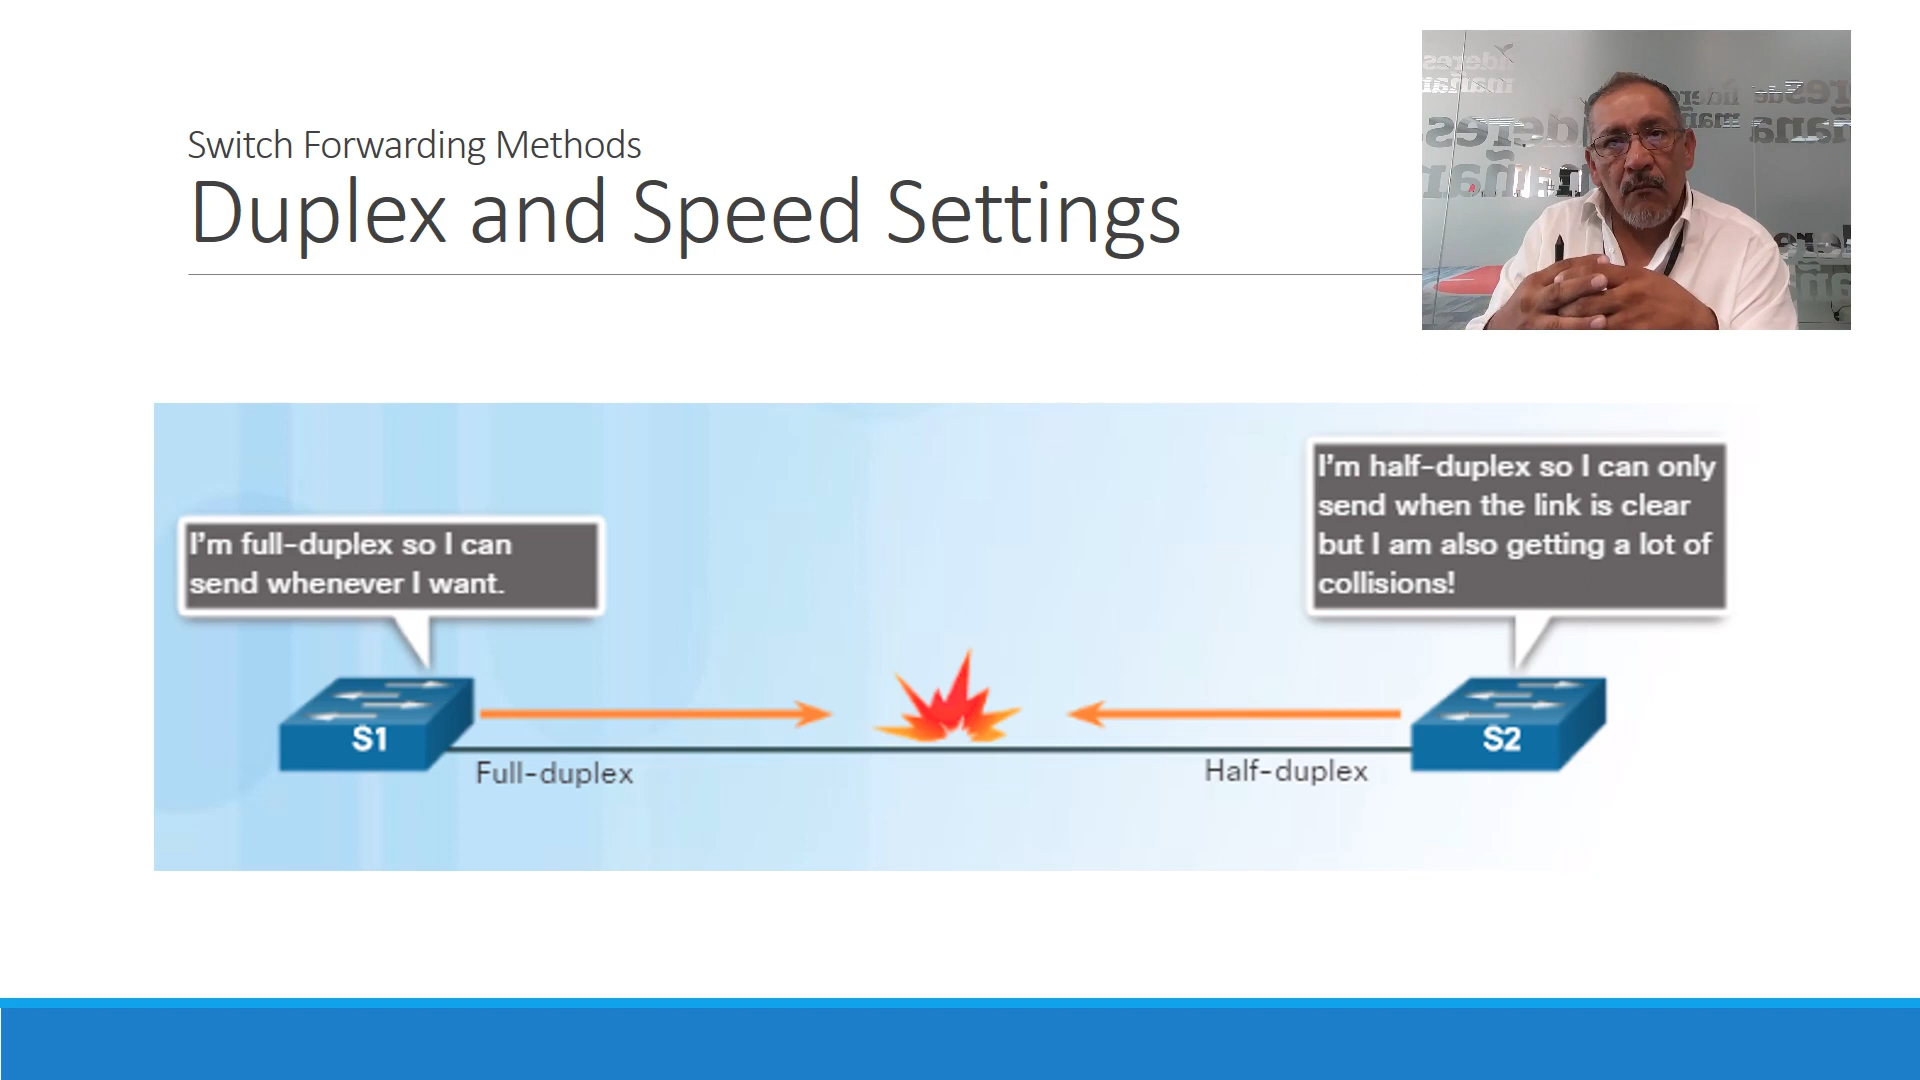 Switch Forwarding Methods
Duplex and Speed Settings
I'm full-duplex so I can
send whenever I want.
I'm half-duplex so I can only
send when the link is clear
but I am also getting a lot of
collisions!
S1
S2
Full-duplex
Half-duplex